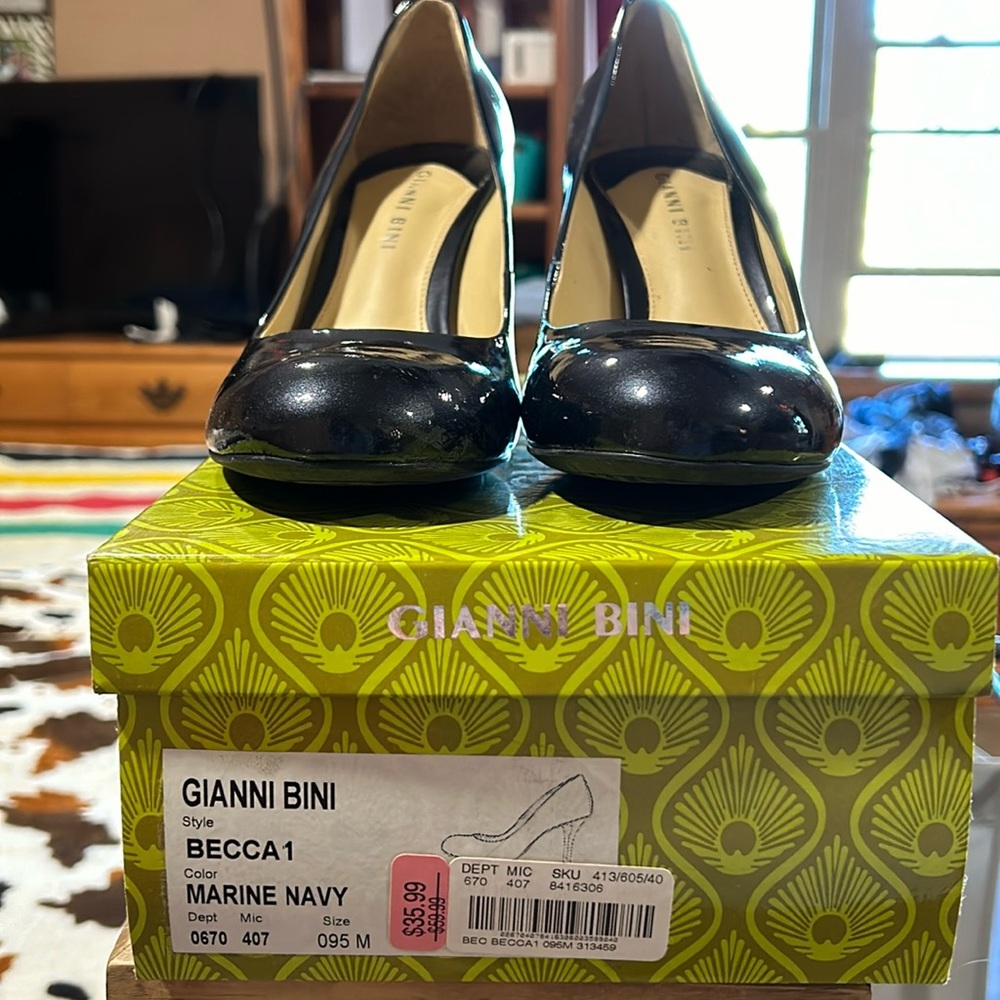 GIANNI BINI
GIANNI BINI
GIANNI BINI
GIANNI BINI
Style
BECCA1
Color
MARINE NAVY
Dept Mic Size
0670 407 095 M
$35.99
$59.99
DEPT MIC SKU 413/605/40
670 407 8416306
BEC BECCA1 095M 313459